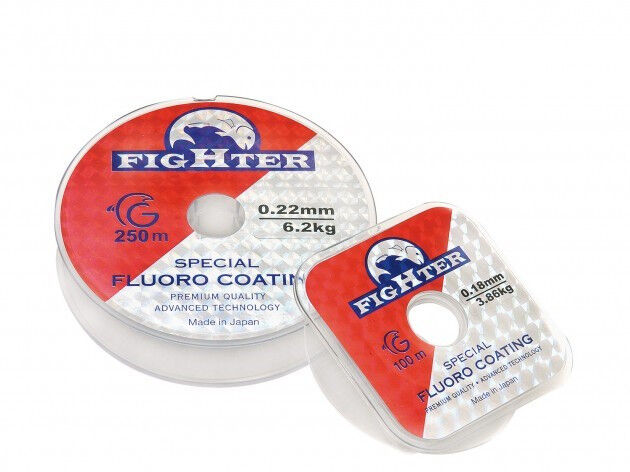 FIGHTER
G
250 m
0.22mm
6.2kg
SPECIAL
FLUORO COATIN
PREMIUM QUALITY
ADVANCED TECHNOLOGY
Made in Japan
FIGHTER
G
100 m
0.18mm
3.86kg
SPECIAL
FLUORO COATING
PREMIUM QUALITY • ADVANCED TECHNOLOGY
Made in Japan